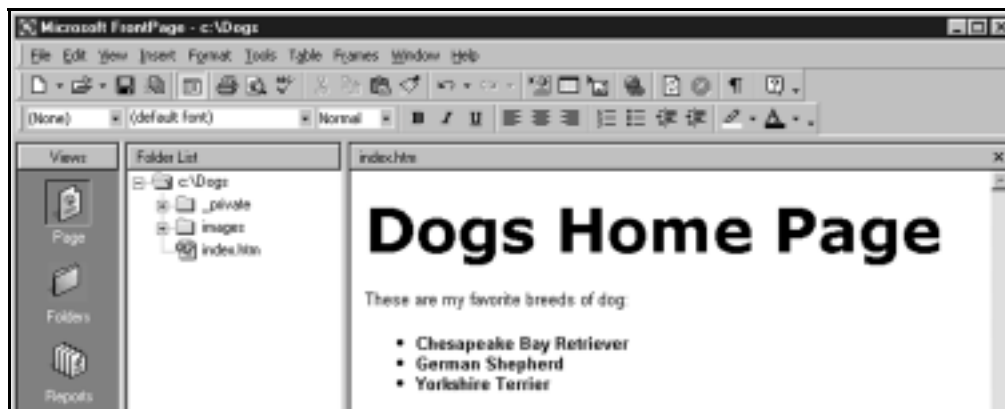 Microsoft FrontPage - c:\Dogs
File Edit View Insert Format Tools Table Frames Window Help
(None) (default font) Normal B I U A
Views Folder List index.htm
c:\Dogs
_private
images
index.htm
Page
Folders
Reports
Dogs Home Page
These are my favorite breeds of dog:
• Chesapeake Bay Retriever
• German Shepherd
• Yorkshire Terrier